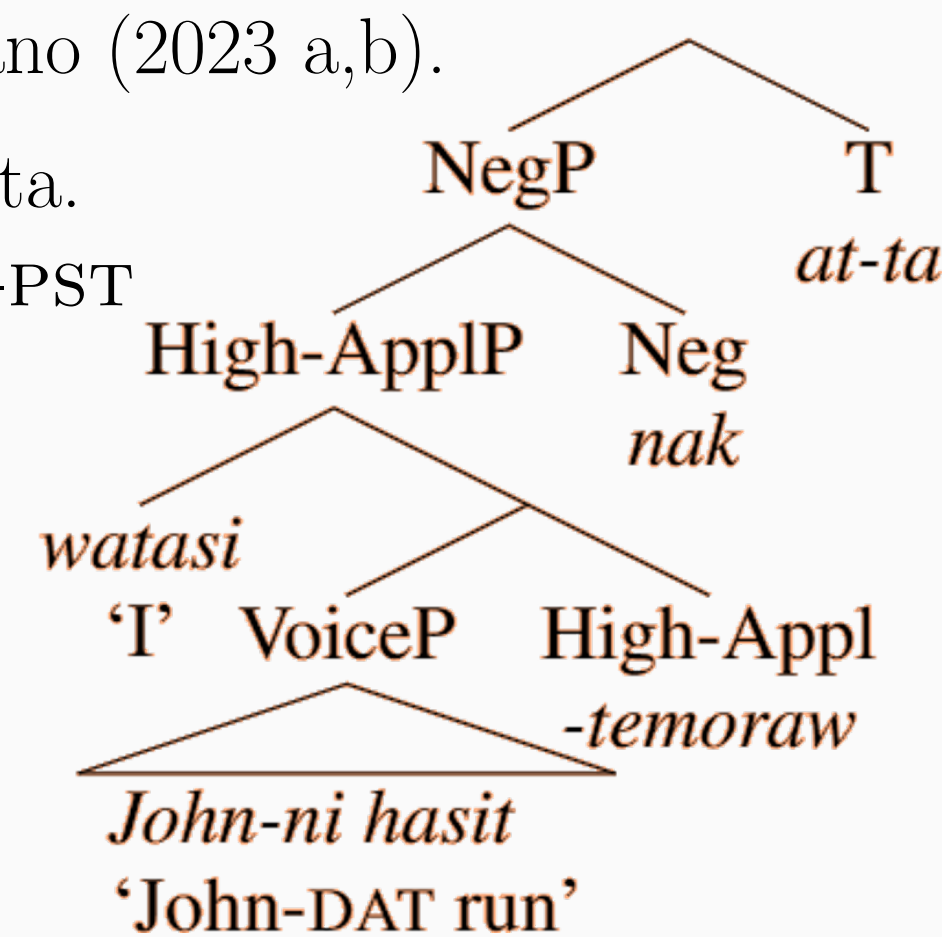 no (2023 a,b).
NegP T
ta.
at-ta
-PST
High-ApplP Neg
nak
watasi
‘I’ VoiceP High-Appl
-temoraw
John-ni hasit
‘John-DAT run’